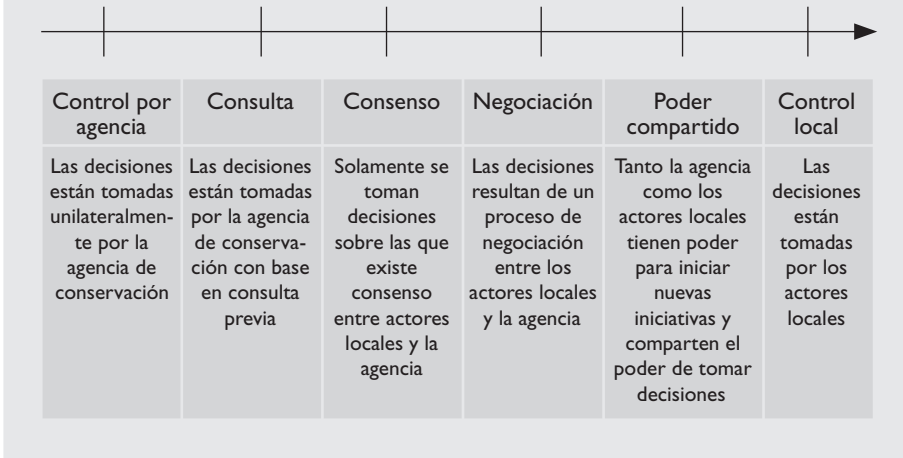 Control por
agencia
Consulta
Consenso
Negociación
Poder
compartido
Control
local
Las decisiones
están tomadas
unilateralmen-
te por la
agencia de
conservación
Las decisiones
están tomadas
por la agencia
de conserva-
ción con base
en consulta
previa
Solamente se
toman
decisiones
sobre las que
existe
consenso
entre actores
locales y la
agencia
Las decisiones
resultan de un
proceso de
negociación
entre los
actores locales
y la agencia
Tanto la agencia
como los
actores locales
tienen poder
para iniciar
nuevas
iniciativas y
comparten el
poder de tomar
decisiones
Las
decisiones
están
tomadas
por los
actores
locales